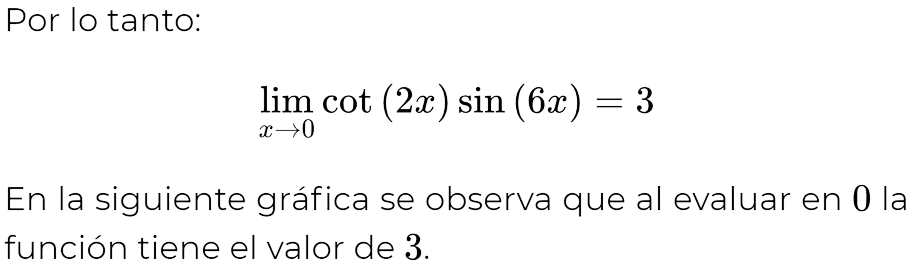 Por lo tanto:
lim cot (2x) sin (6x) = 3
x→0
En la siguiente gráfica se observa que al evaluar en 0 la
función tiene el valor de 3.